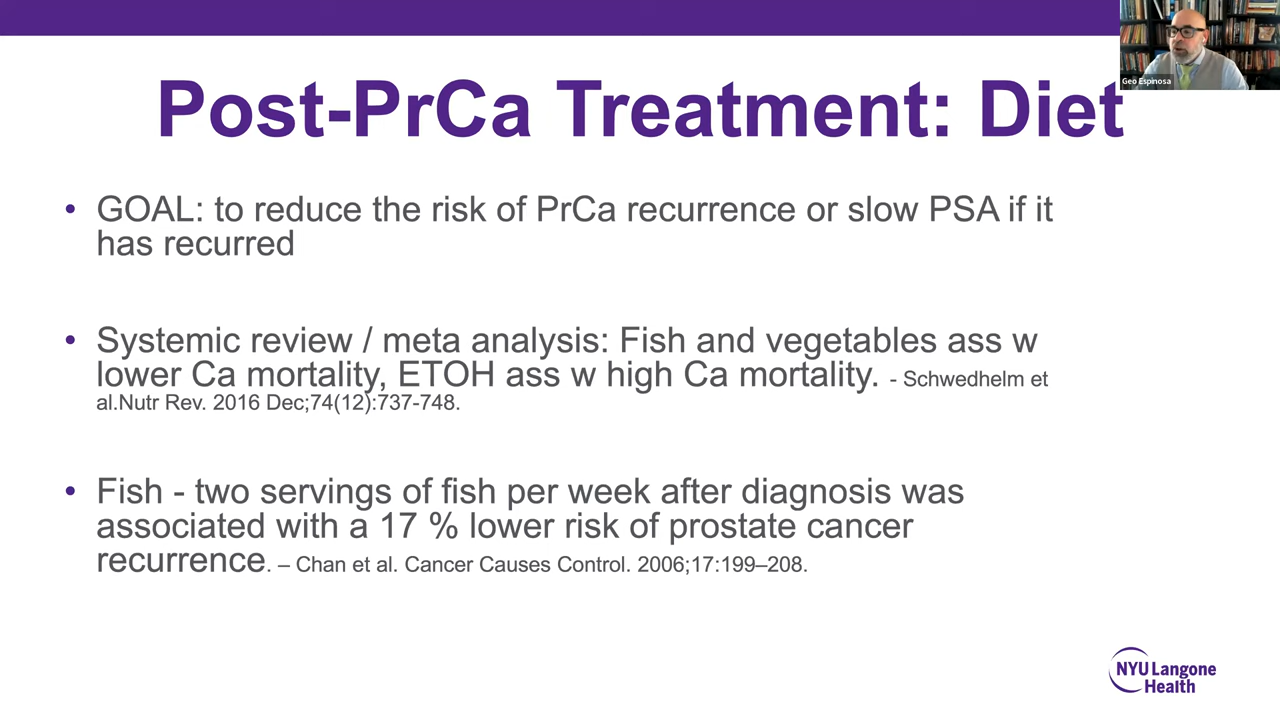 Geo Espinosa
Post-PrCa Treatment: Diet
• GOAL: to reduce the risk of PrCa recurrence or slow PSA if it
has recurred
• Systemic review / meta analysis: Fish and vegetables ass w
lower Ca mortality, ETOH ass w high Ca mortality. - Schwedhelm et
al.Nutr Rev. 2016 Dec;74(12):737-748.
• Fish - two servings of fish per week after diagnosis was
associated with a 17 % lower risk of prostate cancer
recurrence. – Chan et al. Cancer Causes Control. 2006;17:199–208.
NYU Langone
Health